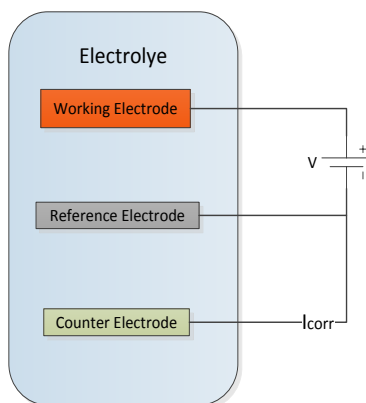 Electrolye
Working Electrode
+
V
–
Reference Electrode
Counter Electrode
Icorr